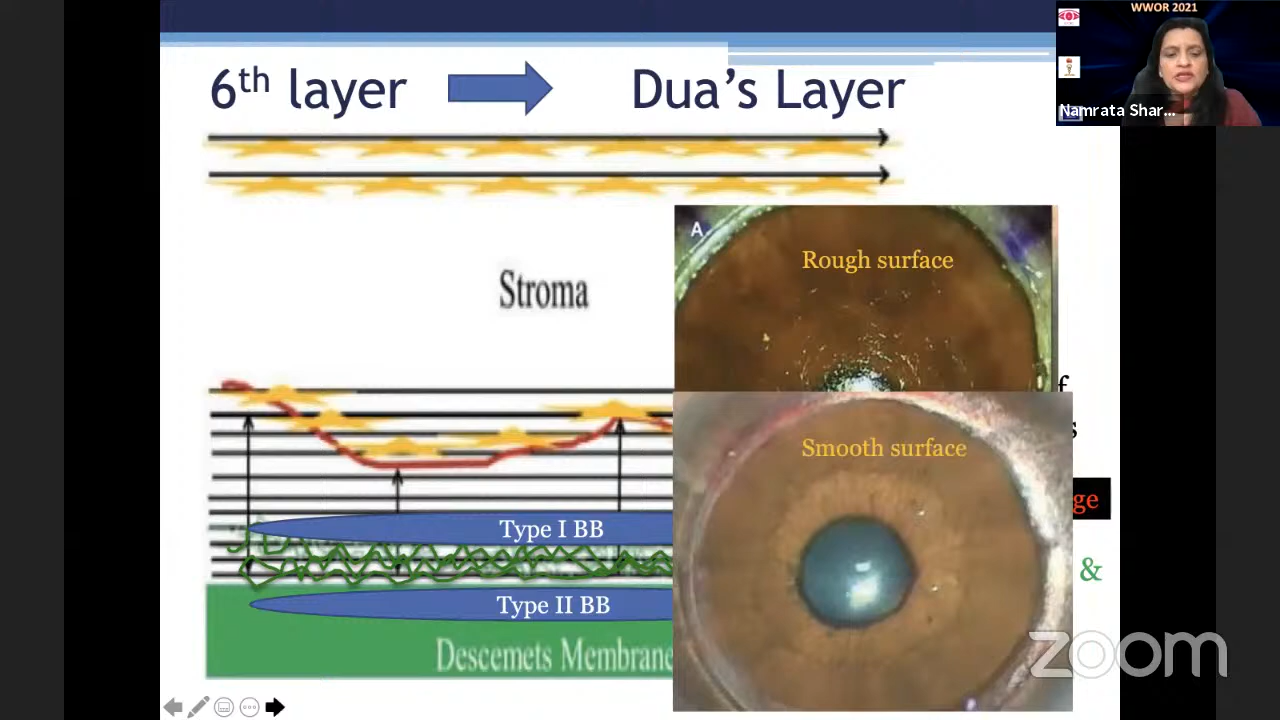 WWOR 2021
Namrata Shar...
6th layer Dua's Layer
A
Rough surface
Stroma
f
s
Smooth surface
ge
Type I BB
&
Type II BB
Descemets Membrane
zoom